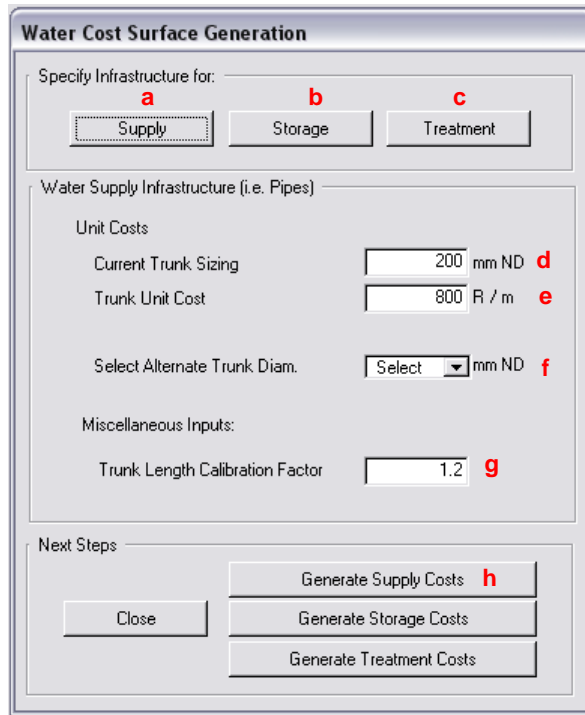 Water Cost Surface Generation
Specify Infrastructure for:
a b c
Supply Storage Treatment
Water Supply Infrastructure (i.e. Pipes)
Unit Costs
Current Trunk Sizing 200 mm ND d
Trunk Unit Cost 800 R / m e
Select Alternate Trunk Diam. Select mm ND f
Miscellaneous Inputs:
Trunk Length Calibration Factor 1.2 g
Next Steps
Generate Supply Costs h
Close Generate Storage Costs
Generate Treatment Costs